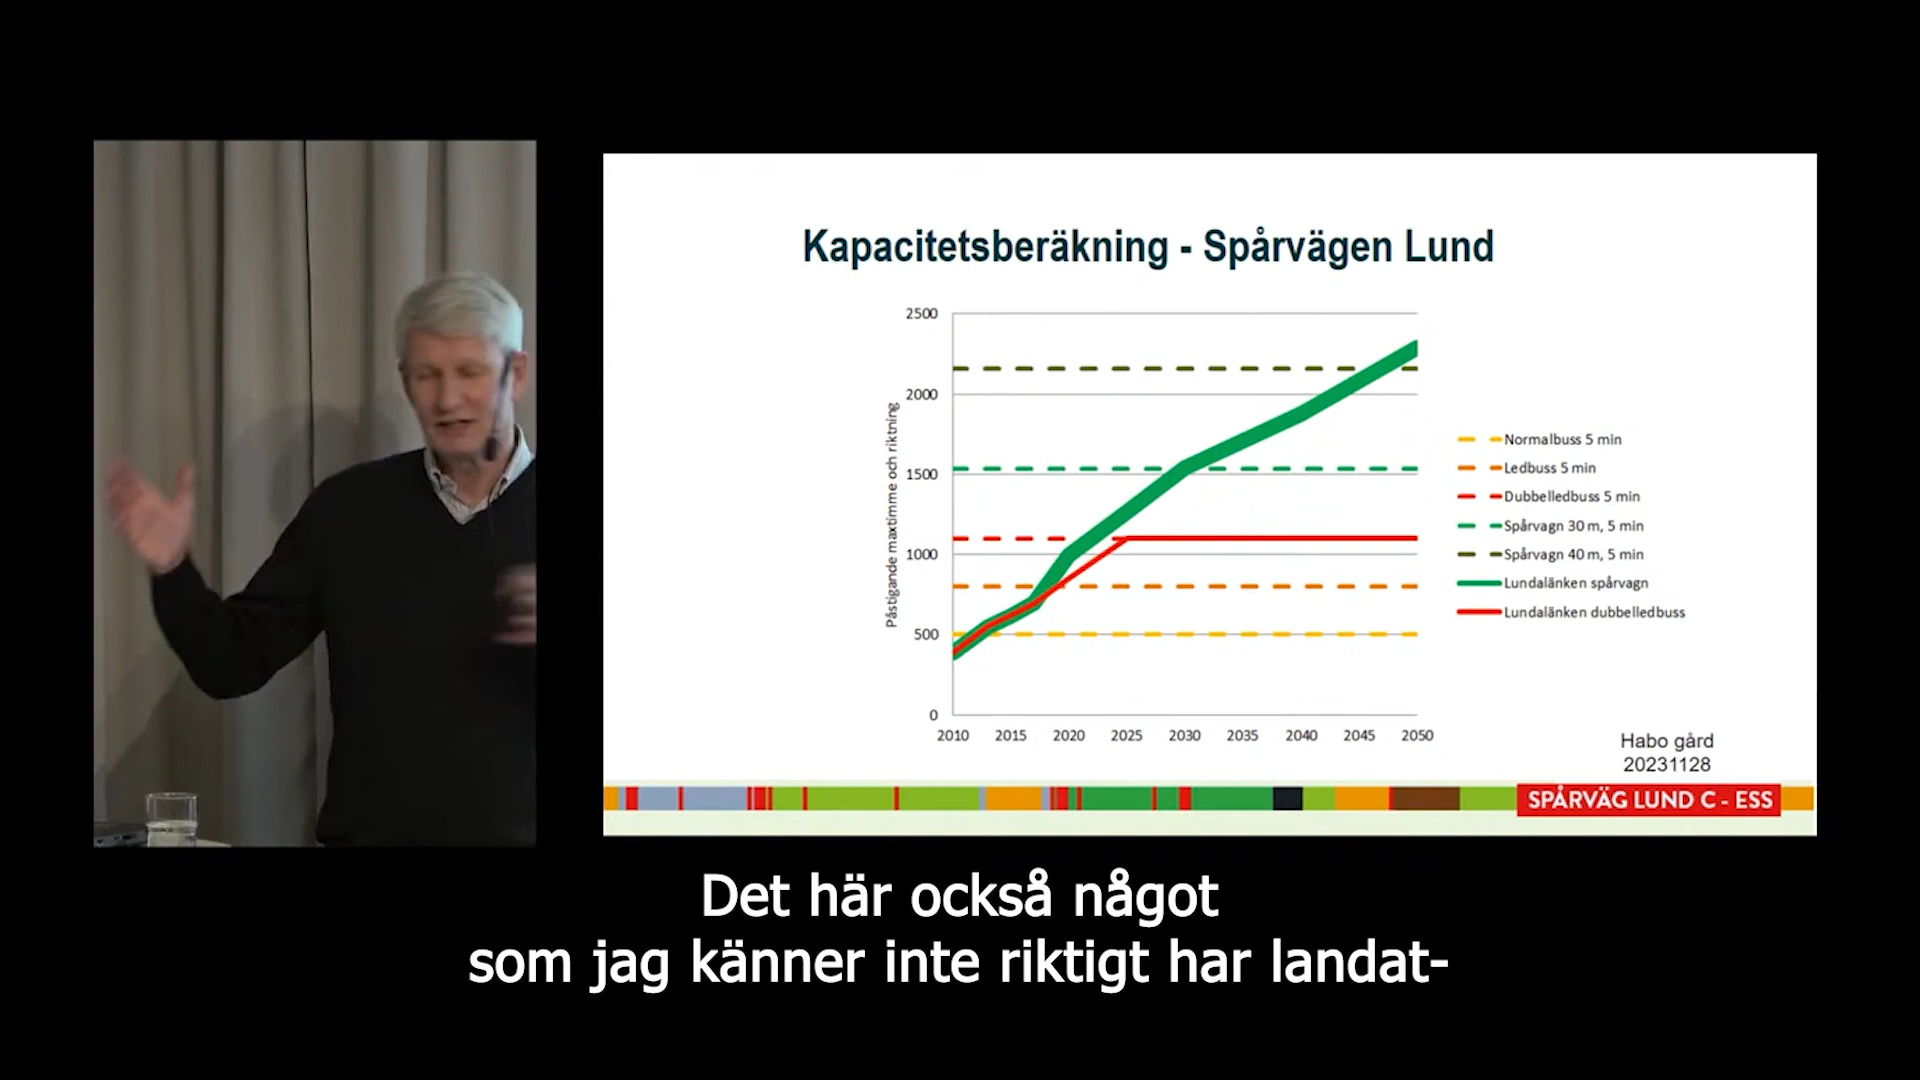 Kapacitetsberäkning - Spårvägen Lund
2500
2000
1500
1000
500
0
Påstigande maxtimme och riktning
2010 2015 2020 2025 2030 2035 2040 2045 2050
Normalbuss 5 min
Ledbuss 5 min
Dubbelledbuss 5 min
Spårvagn 30 m, 5 min
Spårvagn 40 m, 5 min
Lundalänken spårvagn
Lundalänken dubbelledbuss
Habo gård
20231128
SPÅRVÄG LUND C - ESS
Det här också något
som jag känner inte riktigt har landat-